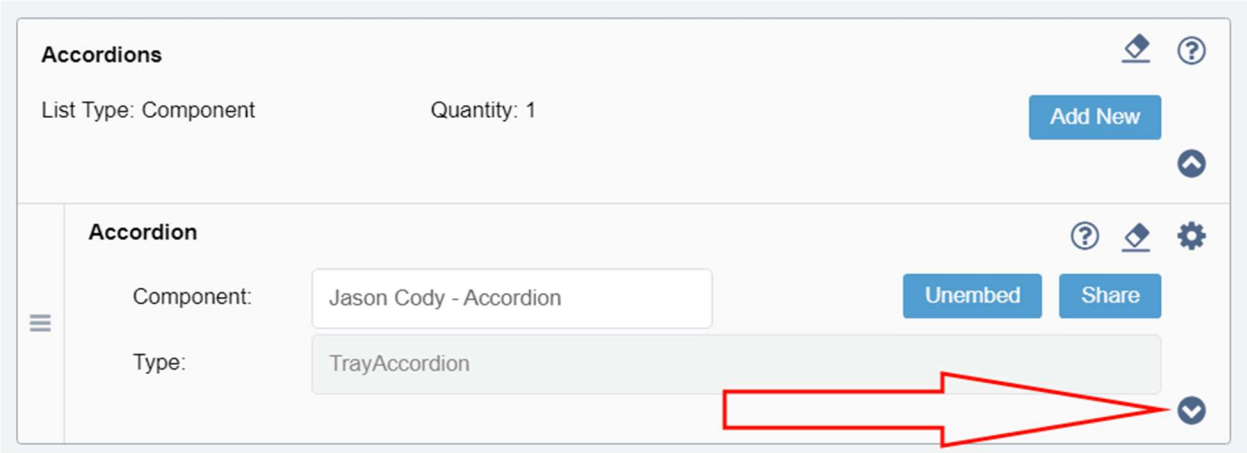 Accordions
List Type: Component Quantity: 1 Add New
Accordion
Component: Jason Cody - Accordion Unembed Share
Type: TrayAccordion